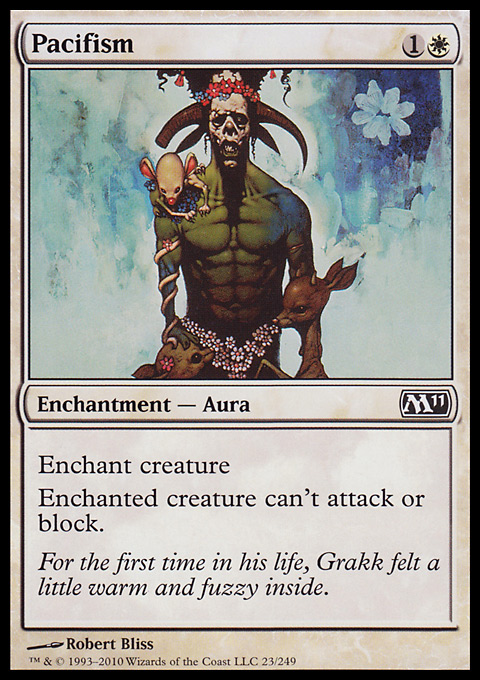 Pacifism 1
Enchantment — Aura M11
Enchant creature
Enchanted creature can't attack or
block.
For the first time in his life, Grakk felt a
little warm and fuzzy inside.
Robert Bliss
™ & © 1993–2010 Wizards of the Coast LLC 23/249